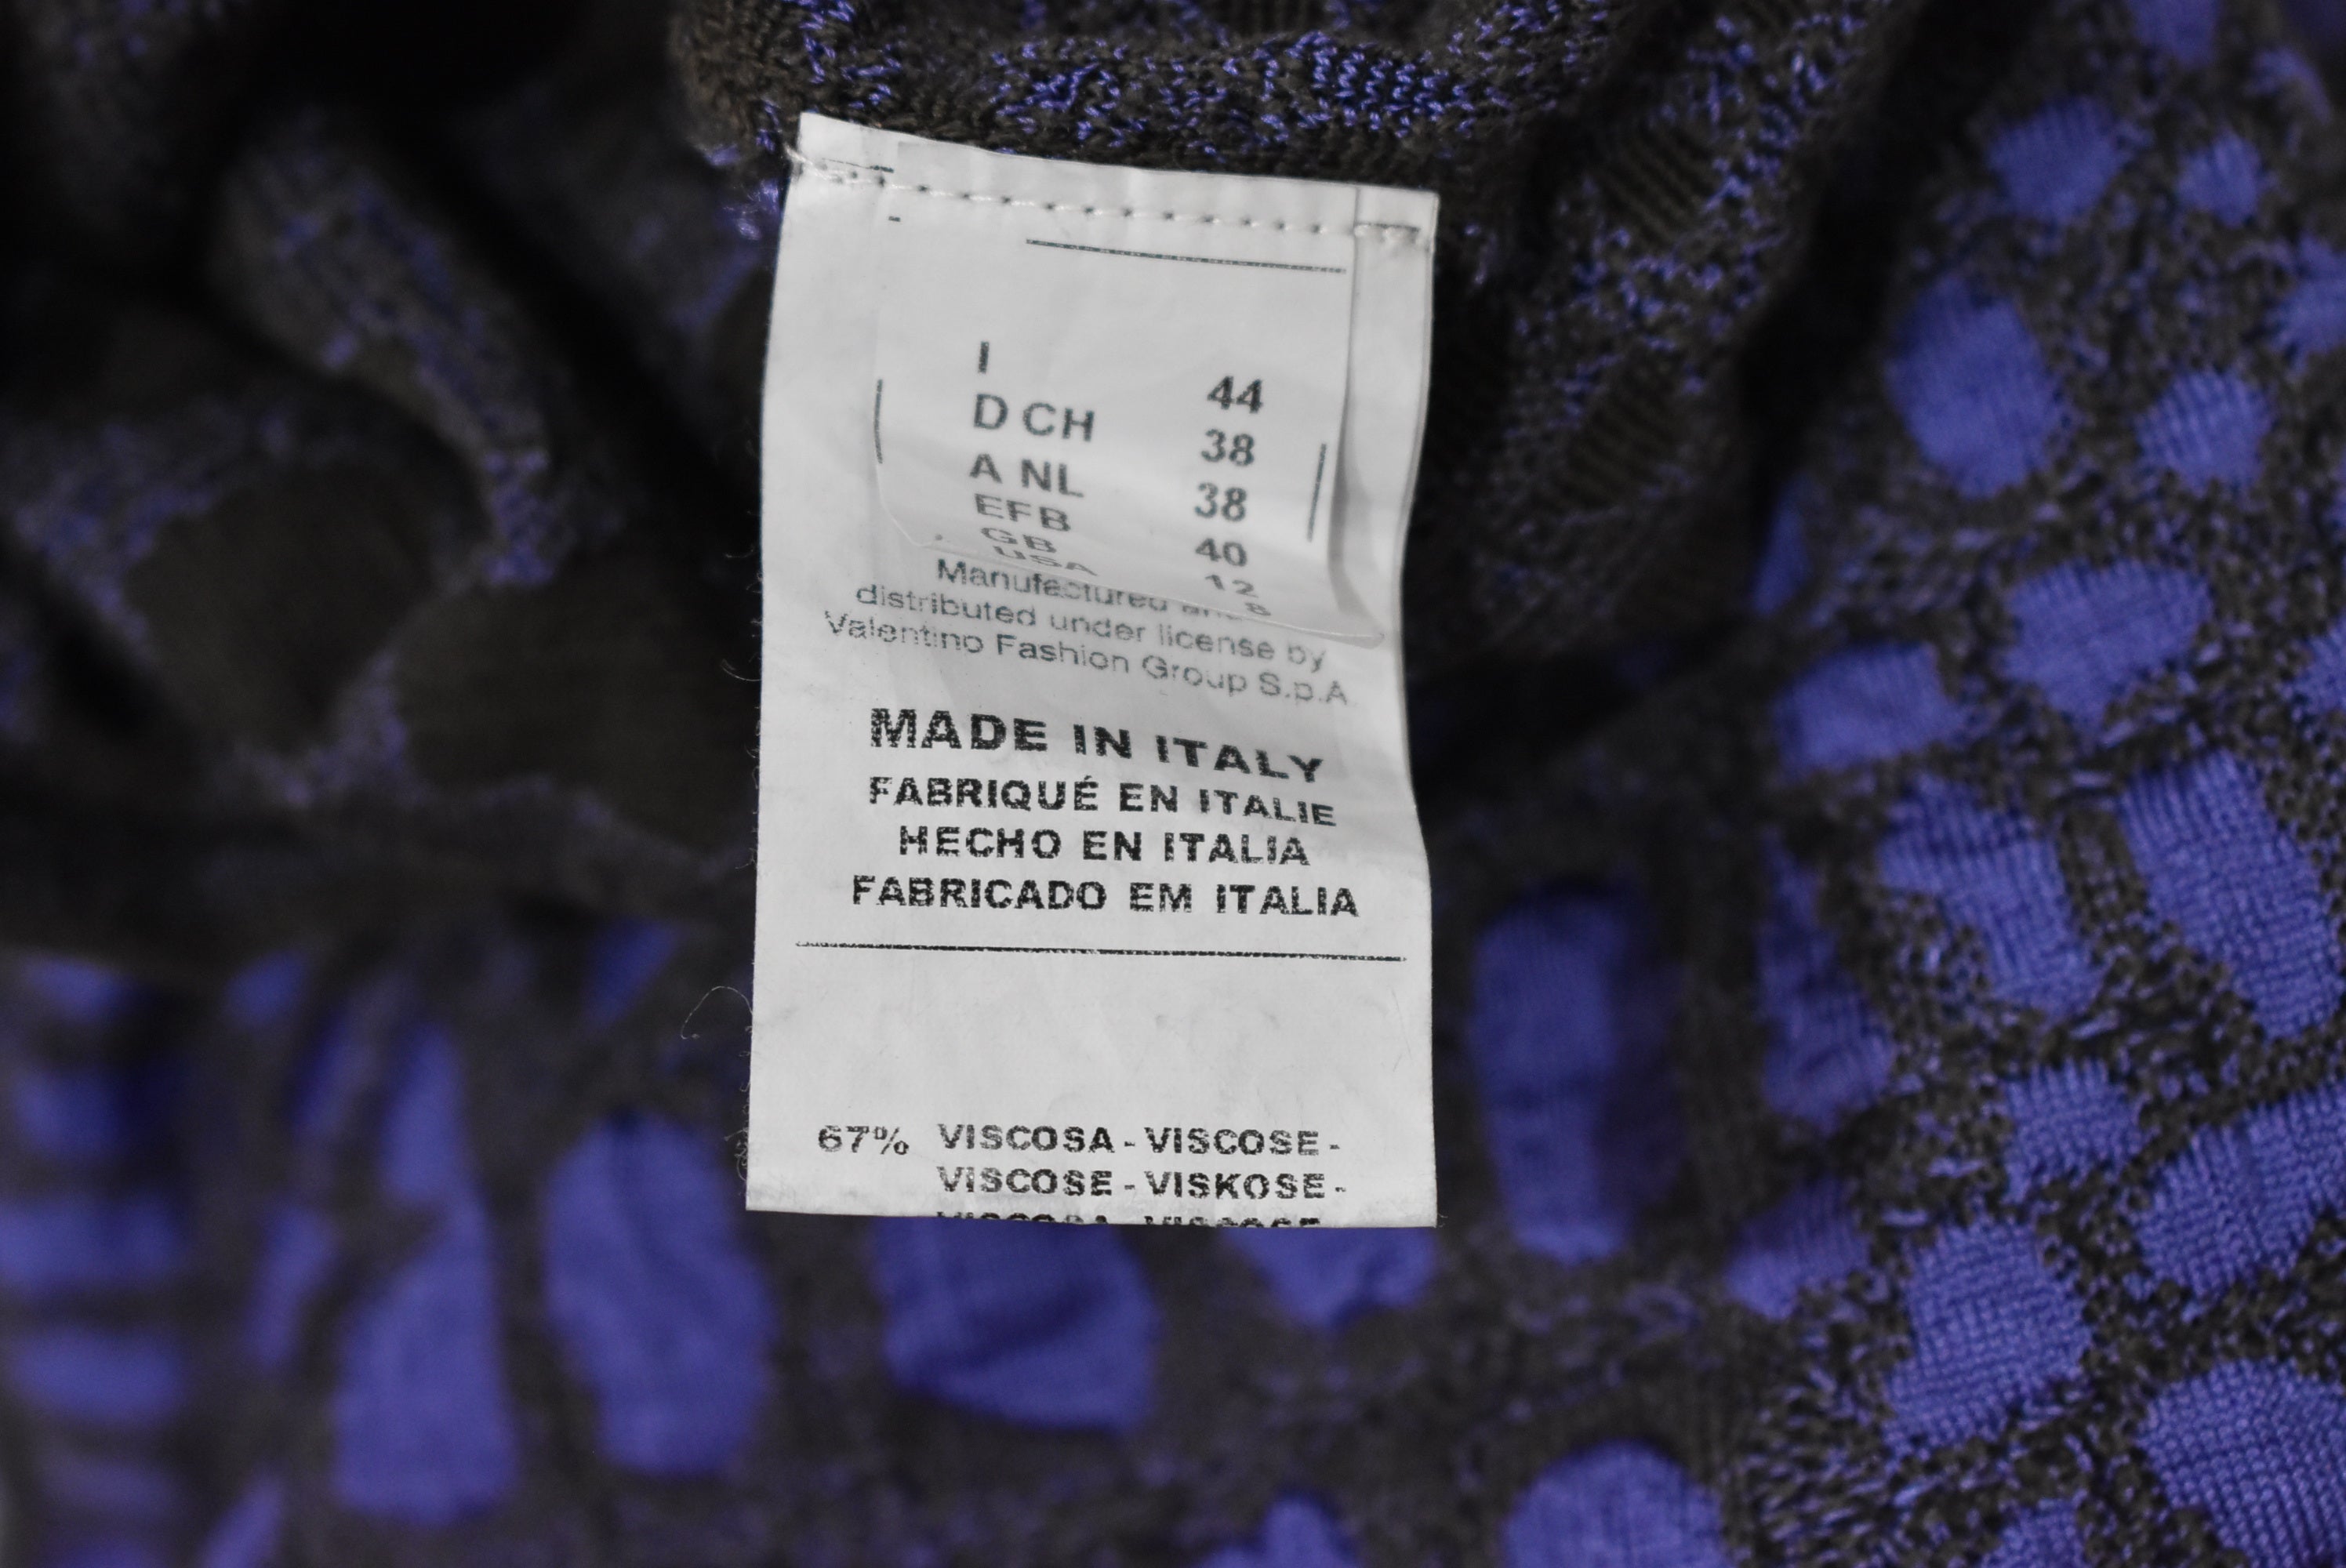 I 44
D CH 38
A NL 38
EFB 40
GB 12
USA 8
Manufactured and
distributed under license by
Valentino Fashion Group S.p.A
MADE IN ITALY
FABRIQUÉ EN ITALIE
HECHO EN ITALIA
FABRICADO EM ITALIA
67% VISCOSA - VISCOSE -
VISCOSE - VISKOSE -